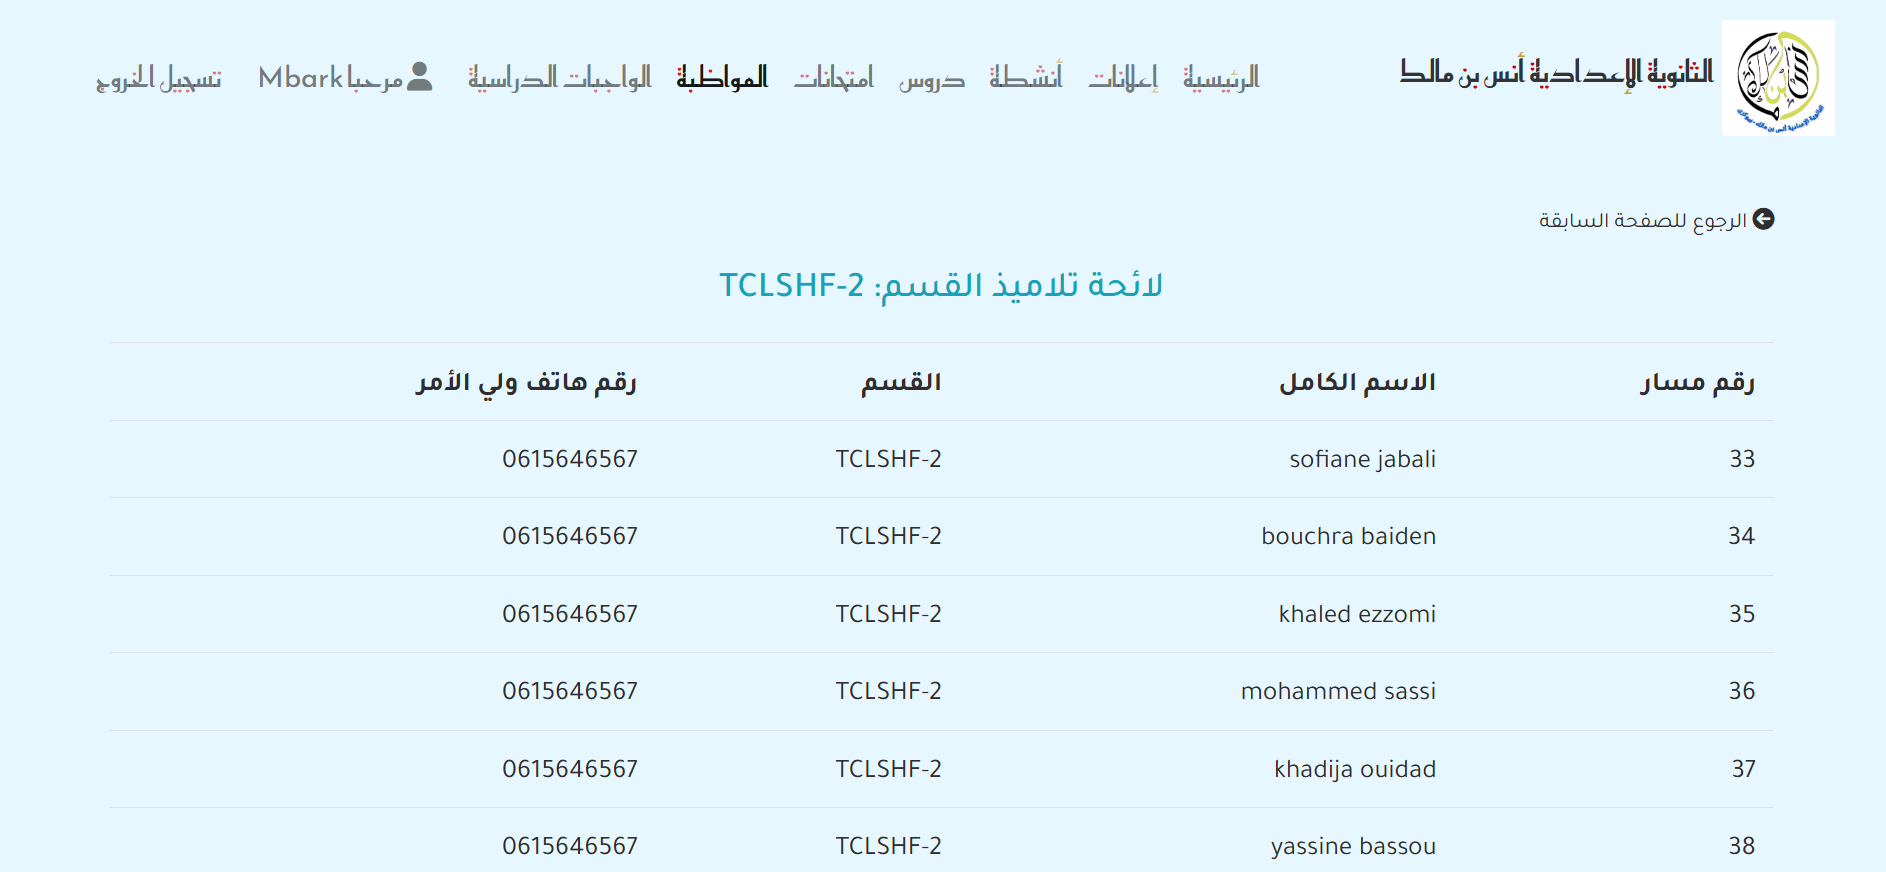 الثانوية الإعدادية أنس بن مالك
الرئيسية أنشطة إعلانات دروس امتحانات المواظبة الواجبات الدراسية مرحبا Mbark تسجيل الخروج
الرجوع للصفحة السابقة
لائحة تلاميذ القسم: TCLSHF-2
رقم مسار الاسم الكامل القسم رقم هاتف ولي الأمر
33 sofiane jabali TCLSHF-2 0615646567
34 bouchra baiden TCLSHF-2 0615646567
35 khaled ezzomi TCLSHF-2 0615646567
36 mohammed sassi TCLSHF-2 0615646567
37 khadija ouidad TCLSHF-2 0615646567
38 yassine bassou TCLSHF-2 0615646567